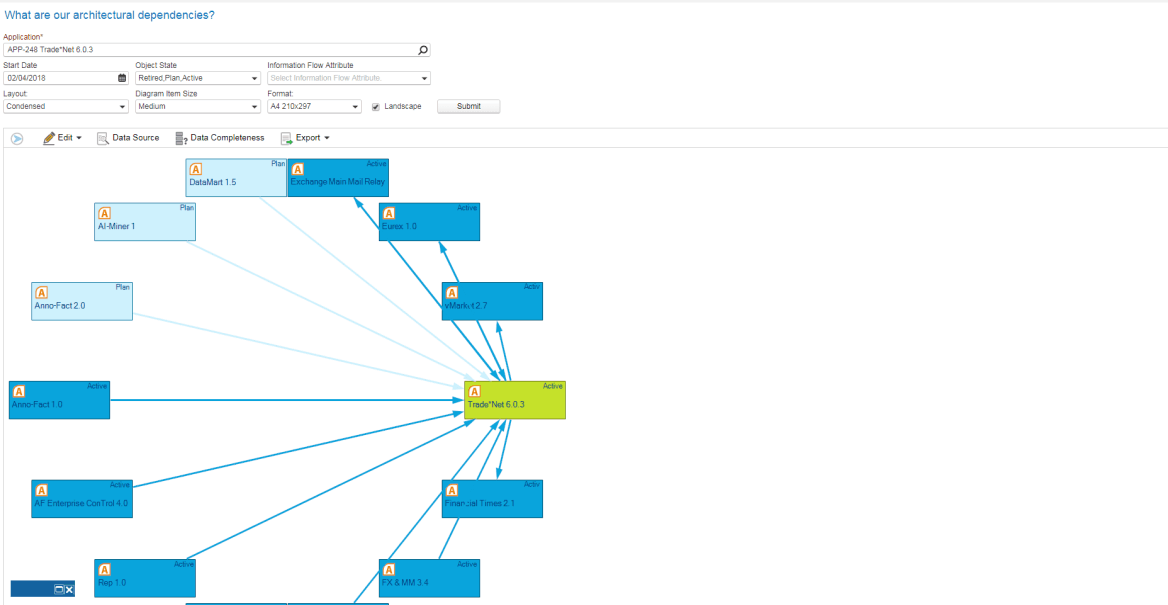 What are our architectural dependencies?
Application*
APP-248 Trade*Net 6.0.3
Start Date Object State Information Flow Attribute
02/04/2018 Retired,Plan,Active Select Information Flow Attribute
Layout: Diagram Item Size Format:
Condensed Medium A4 210x297 Landscape Submit
Edit Data Source Data Completeness Export
A Plan A Active
DataMart 1.5 Exchange Main Mail Relay
A Plan A Active
AI-Miner 1 Eurex 1.0
A Plan A Activ
Anno-Fact 2.0 vMarket 2.7
A Active A Active
Anno-Fact 1.0 Trade*Net 6.0.3
A Active A Activ
AF Enterprise ConTrol 4.0 Financial Times 2.1
A Active A Active
Rep 1.0 FX & MM 3.4